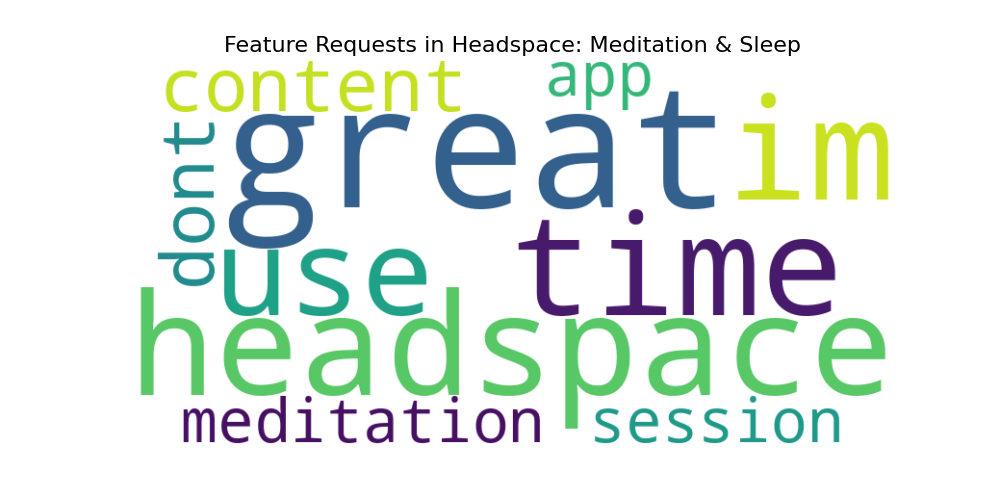 Feature Requests in Headspace: Meditation & Sleep
content app
dont great im
use time
headspace
meditation session